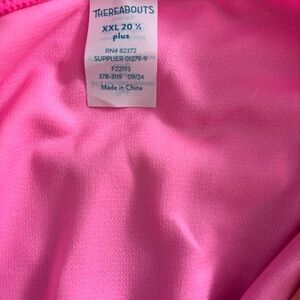 THEREABOUTS
XXL 20 ½
plus
RN# 82372
SUPPLIER 01279-9
F22193
378-3119 09/24
Made in China